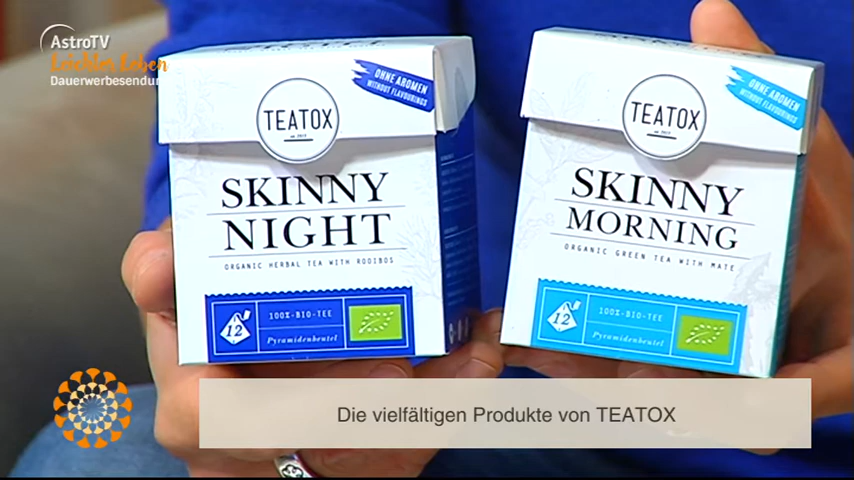 AstroTV
Leichter Leben
Dauerwerbesendung
OHNE AROMEN
WITHOUT FLAVOURINGS
TEATOX
SKINNY
NIGHT
ORGANIC HERBAL TEA WITH ROOIBOS
12
100%-BIO-TEE
Pyramidenbeutel
OHNE AROMEN
WITHOUT FLAVOURINGS
TEATOX
SKINNY
MORNING
ORGANIC GREEN TEA WITH MATE
12
100%-BIO-TEE
Pyramidenbeutel
Die vielfältigen Produkte von TEATOX